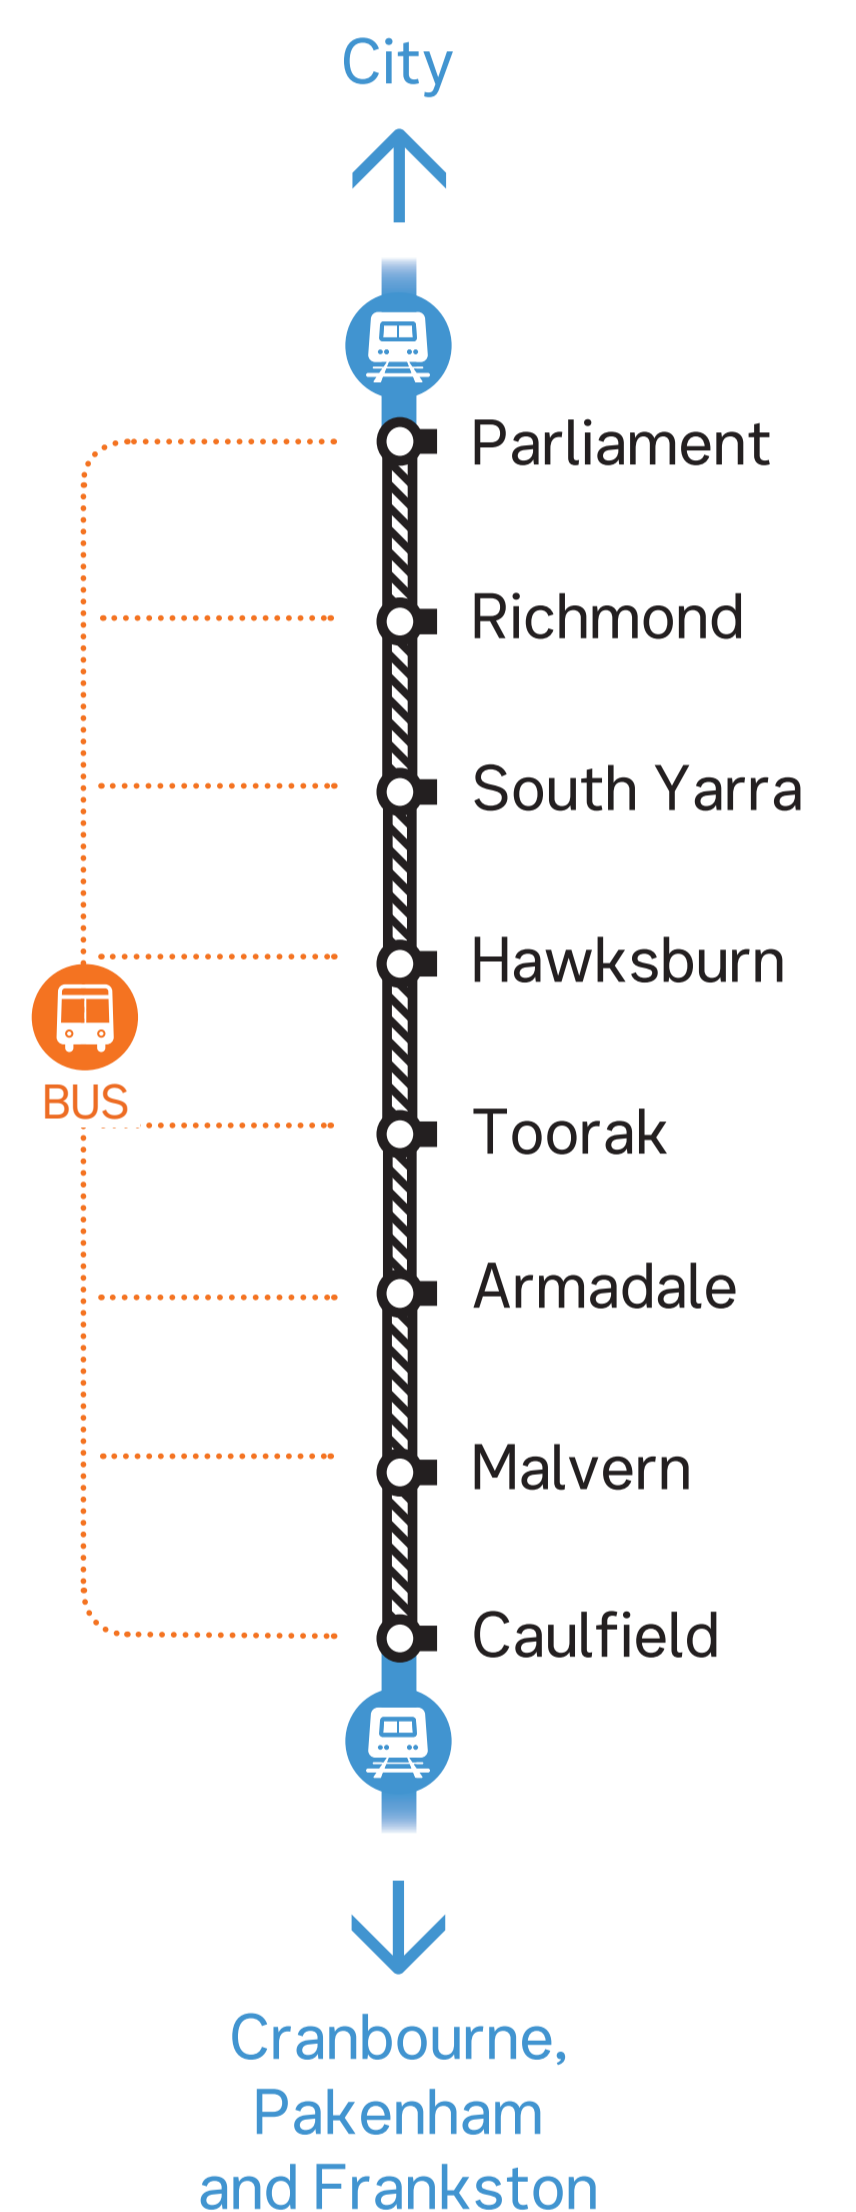 City
Parliament
Richmond
South Yarra
Hawksburn
BUS
Toorak
Armadale
Malvern
Caulfield
Cranbourne,
Pakenham
and Frankston